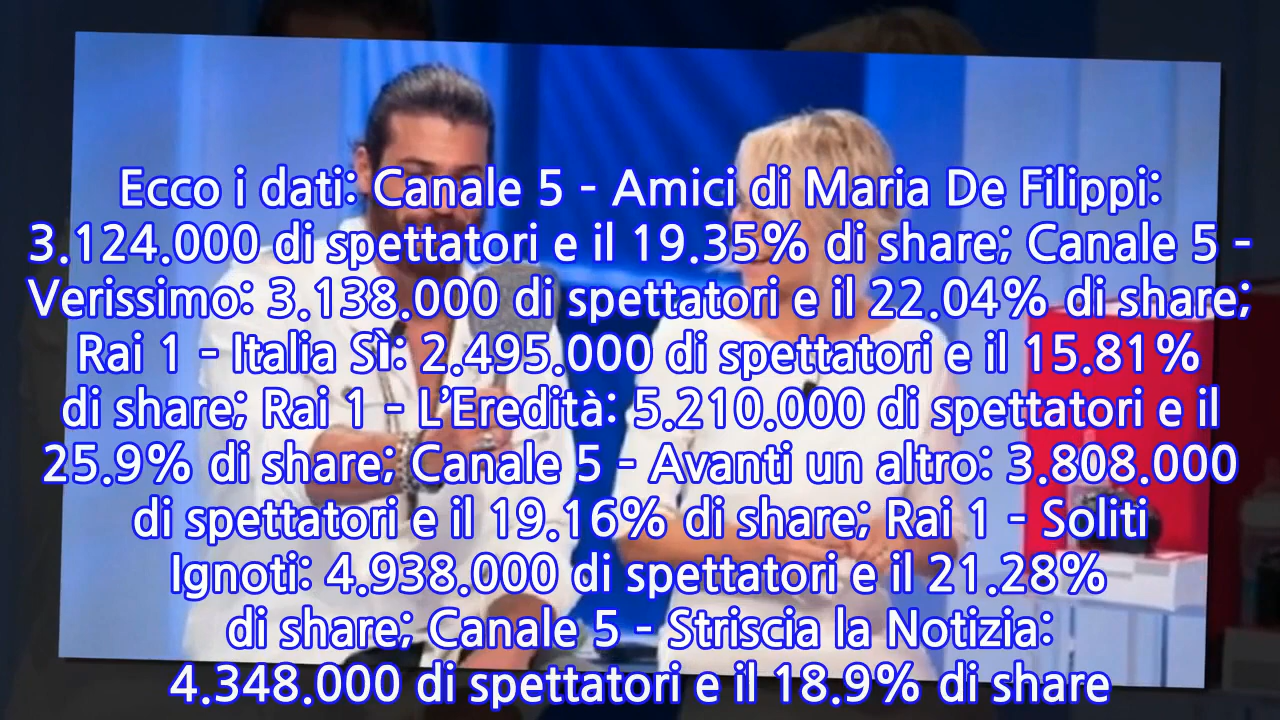 Ecco i dati: Canale 5 - Amici di Maria De Filippi:
3.124.000 di spettatori e il 19.35% di share; Canale 5 -
Verissimo: 3.138.000 di spettatori e il 22.04% di share;
Rai 1 - Italia Sì: 2.495.000 di spettatori e il 15.81%
di share; Rai 1 - L’Eredità: 5.210.000 di spettatori e il
25.9% di share; Canale 5 - Avanti un altro: 3.808.000
di spettatori e il 19.16% di share; Rai 1 - Soliti
Ignoti: 4.938.000 di spettatori e il 21.28%
di share; Canale 5 - Striscia la Notizia:
4.348.000 di spettatori e il 18.9% di share